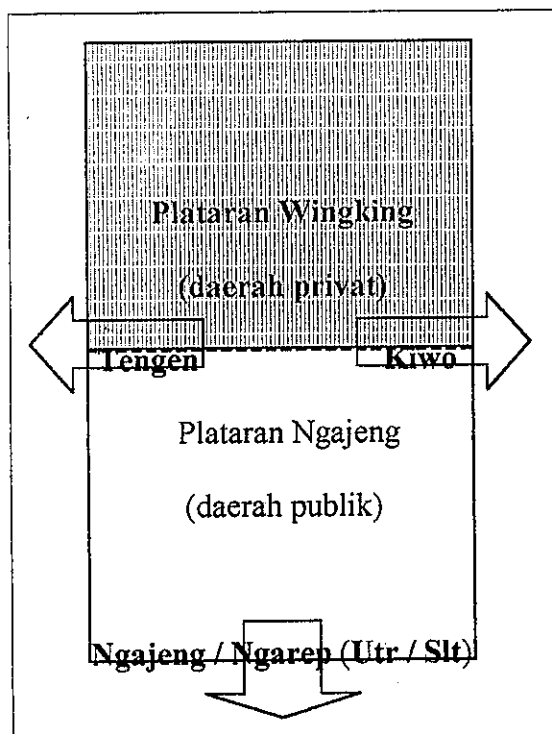 Plataran Wingking
(daerah privat)
Tengen Kiwo
Plataran Ngajeng
(daerah publik)
Ngajeng / Ngarep (Utr / Slt)